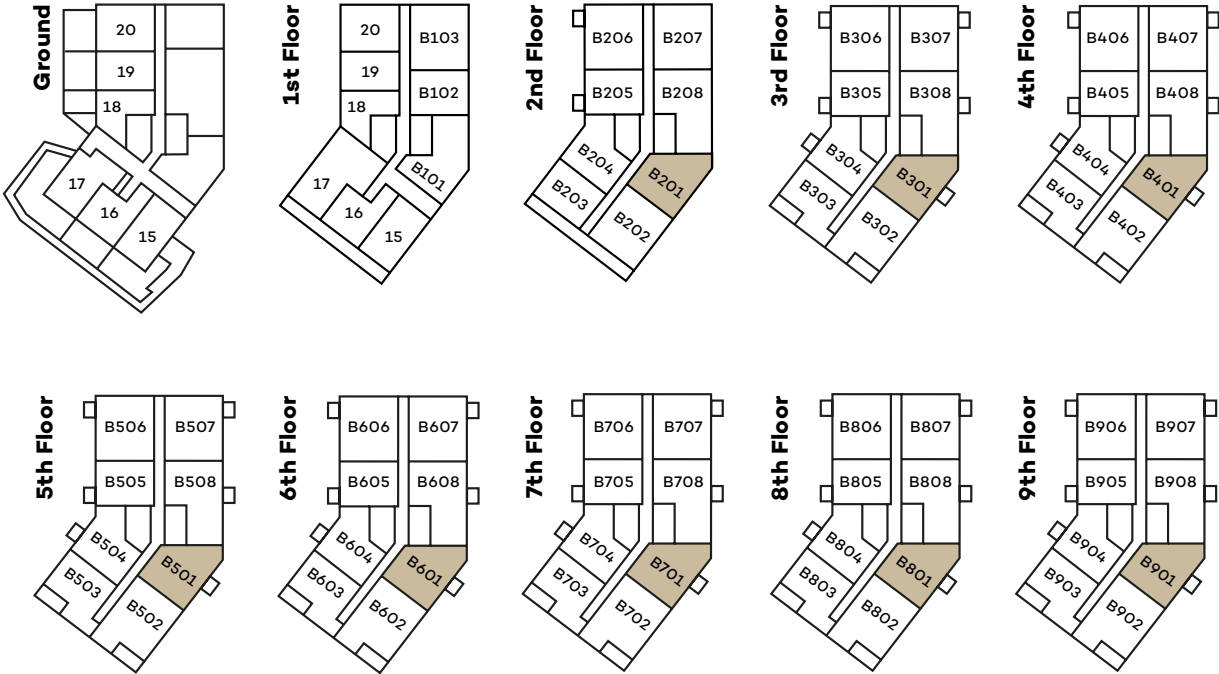 Ground
20
19
18
17
16
15
1st Floor
20
B103
19
B102
18
B101
17
16
15
2nd Floor
B206 B207
B205 B208
B204
B201
B203
B202
3rd Floor
B306 B307
B305 B308
B304
B301
B303
B302
4th Floor
B406 B407
B405 B408
B404
B401
B403
B402
5th Floor
B506 B507
B505 B508
B504
B501
B503
B502
6th Floor
B606 B607
B605 B608
B604
B601
B603
B602
7th Floor
B706 B707
B705 B708
B704
B701
B703
B702
8th Floor
B806 B807
B805 B808
B804
B801
B803
B802
9th Floor
B906 B907
B905 B908
B904
B901
B903
B902